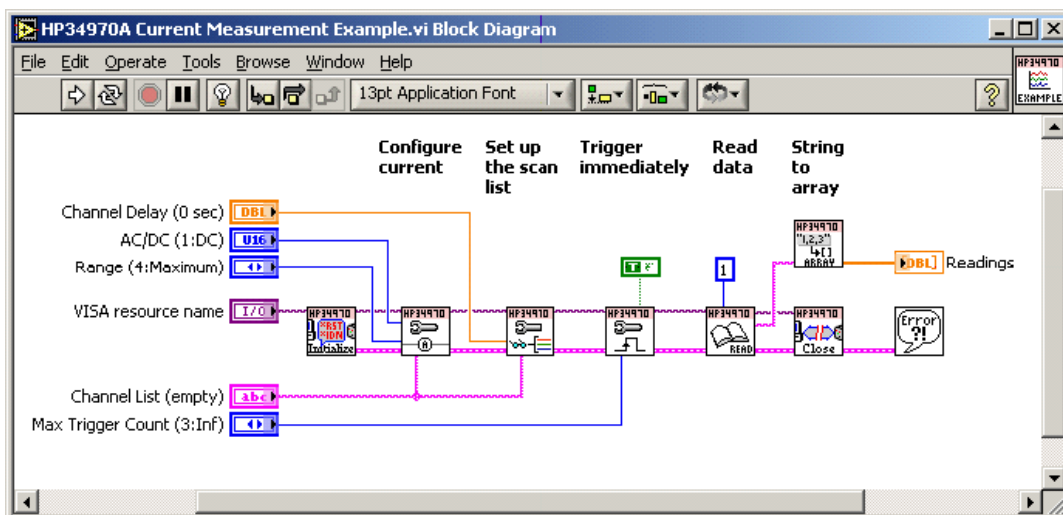 HP34970A Current Measurement Example.vi Block Diagram
File Edit Operate Tools Browse Window Help
13pt Application Font
HP34970
EXAMPLE
Configure current
Set up the scan list
Trigger immediately
Read data
String to array
Channel Delay (0 sec) DBL
AC/DC (1:DC) U16
Range (4:Maximum)
VISA resource name I/O
Channel List (empty) abc
Max Trigger Count (3:Inf)
HP34970
*RST
*IDN
Initialize
HP34970
A
HP34970
T F
HP34970
1
HP34970
READ
HP34970
"1,2,3"
[]
ARRAY
DBL] Readings
HP34970
Close
Error
?!